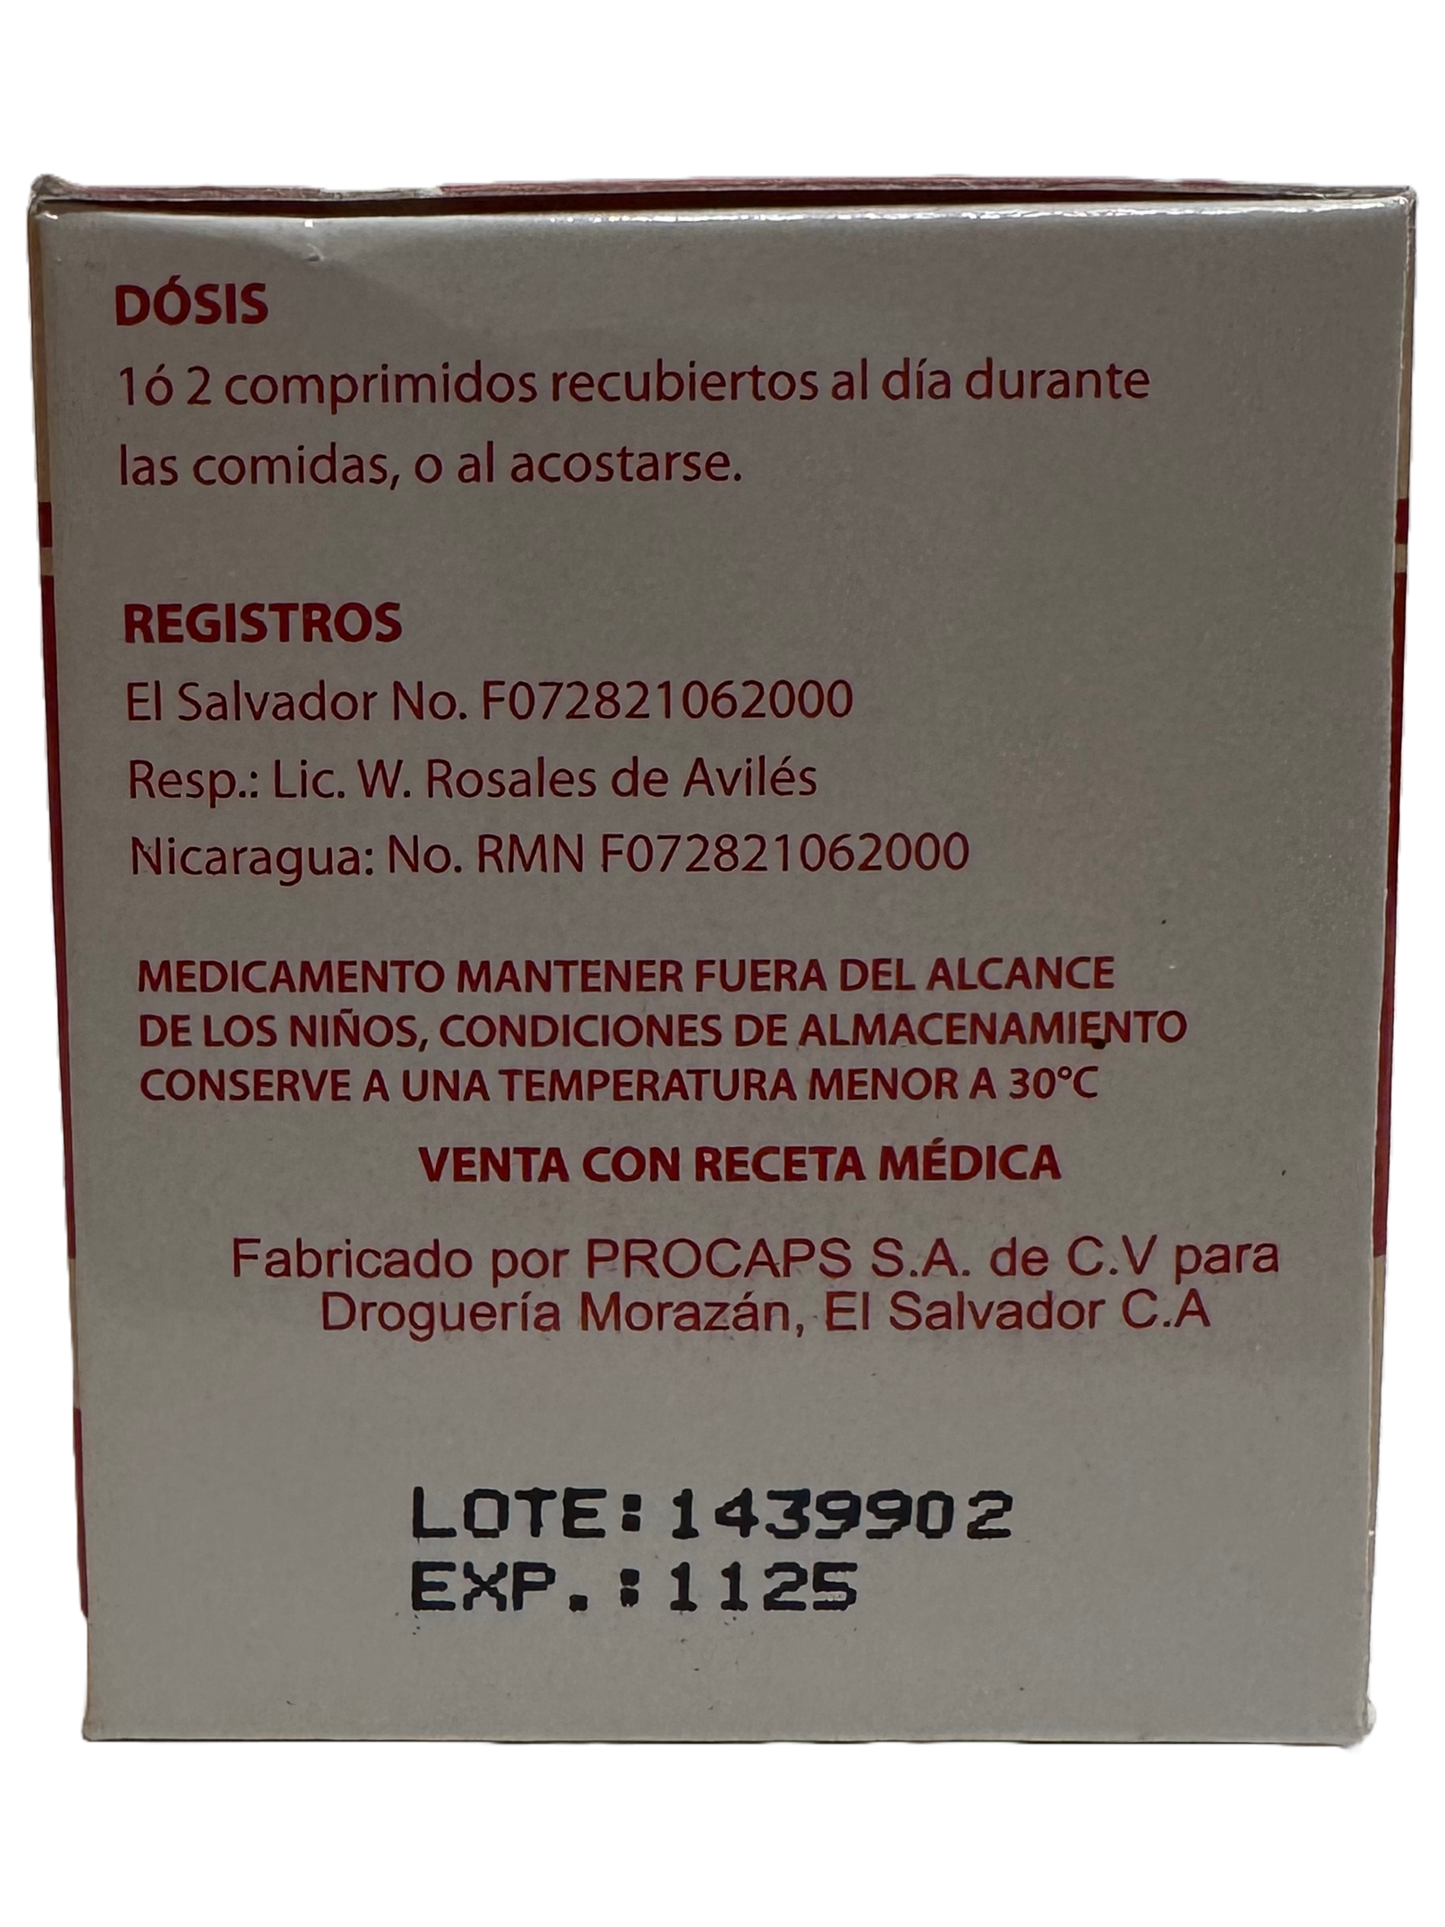 DÓSIS
1ó 2 comprimidos recubiertos al día durante
las comidas, o al acostarse.
REGISTROS
El Salvador No. F072821062000
Resp.: Lic. W. Rosales de Avilés
Nicaragua: No. RMN F072821062000
MEDICAMENTO MANTENER FUERA DEL ALCANCE
DE LOS NIÑOS, CONDICIONES DE ALMACENAMIENTO
CONSERVE A UNA TEMPERATURA MENOR A 30°C
VENTA CON RECETA MÉDICA
Fabricado por PROCAPS S.A. de C.V para
Droguería Morazán, El Salvador C.A
LOTE:1439902
EXP.:1125